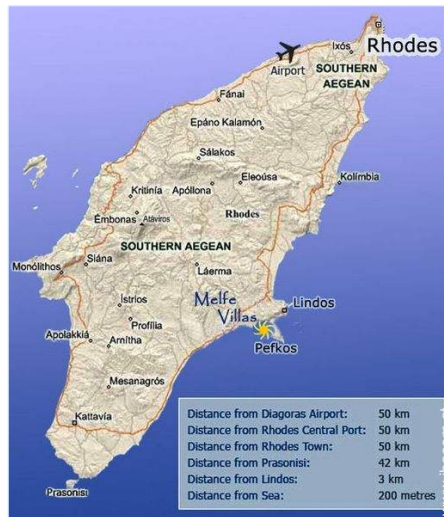 Ixós
Rhodes
Airport
SOUTHERN
AEGEAN
Fánai
Epáno Kalamón
Sálakos
Kritinía
Apóllona
Eleoúsa
Kolímbia
Émbonas
Atáviros
Rhodes
SOUTHERN AEGEAN
Monólithos
Siána
Láerma
Ístrios
Melfe
Villas
Lindos
Profília
Pefkos
Apolakkiá
Arnítha
Mesanagrós
Kattavía
Prasonisi
Distance from Diagoras Airport: 50 km
Distance from Rhodes Central Port: 50 km
Distance from Rhodes Town: 50 km
Distance from Prasonisi: 42 km
Distance from Lindos: 3 km
Distance from Sea: 200 metres